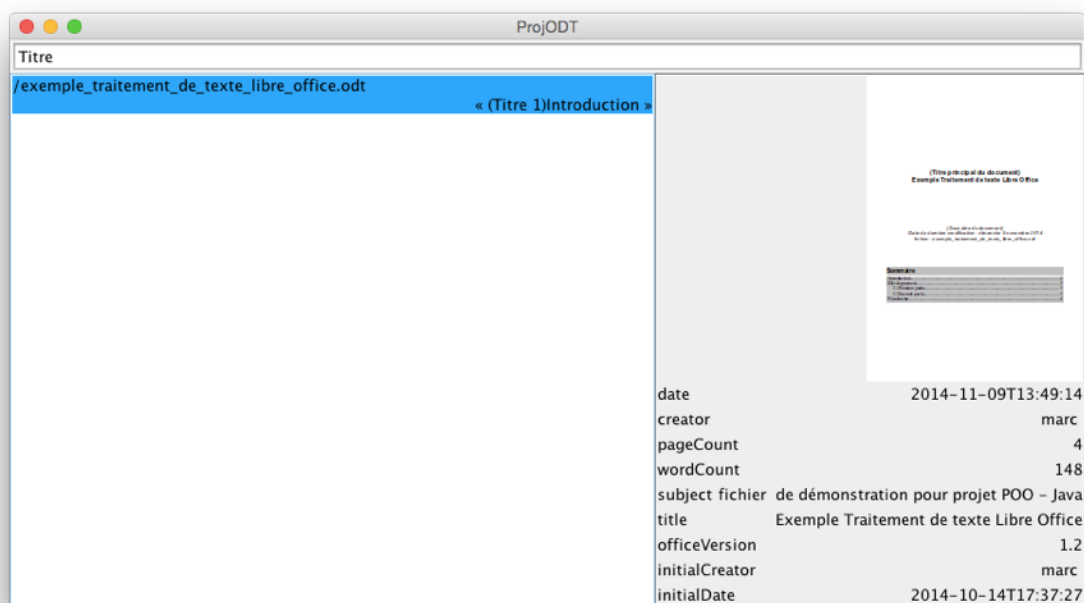 ProjODT
Titre
/exemple_traitement_de_texte_libre_office.odt
« (Titre 1)Introduction »
(Titre principal du document)
Exemple Traitement de texte Libre Office
Sommaire
date 2014-11-09T13:49:14
creator marc
pageCount 4
wordCount 148
subject fichier de démonstration pour projet POO - Java
title Exemple Traitement de texte Libre Office
officeVersion 1.2
initialCreator marc
initialDate 2014-10-14T17:37:27